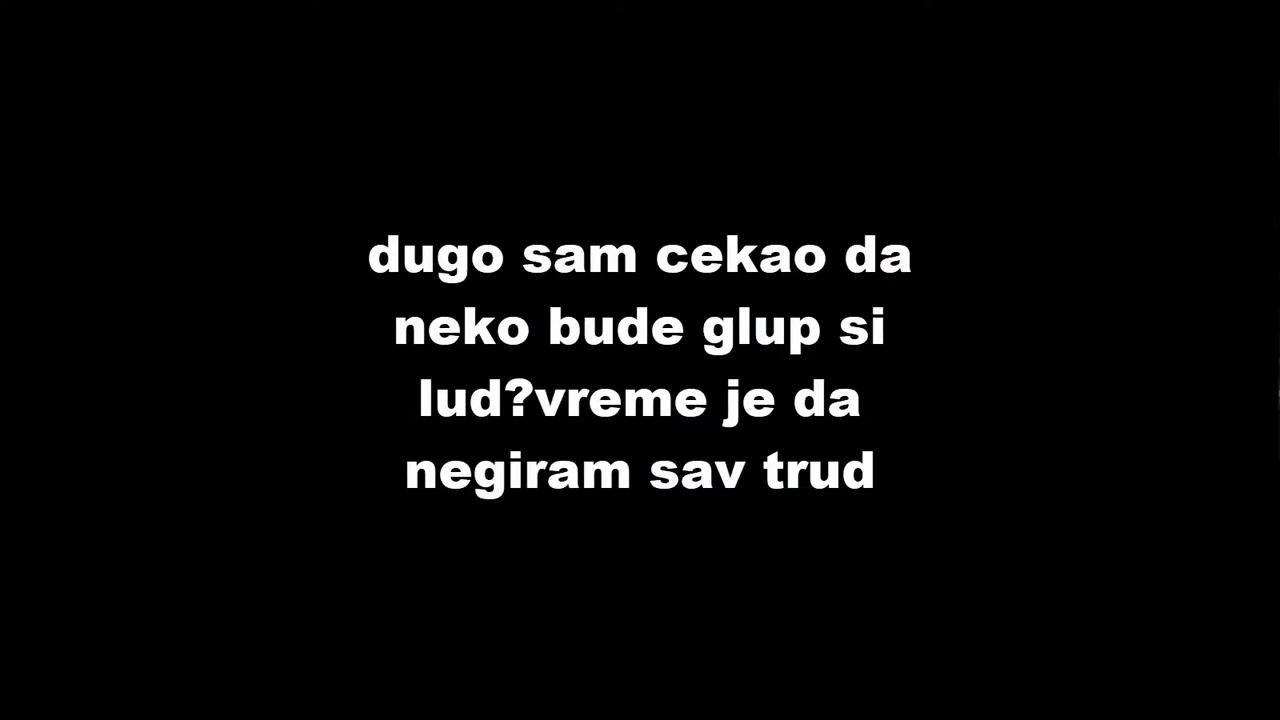 dugo sam cekao da
neko bude glup si
lud?vreme je da
negiram sav trud